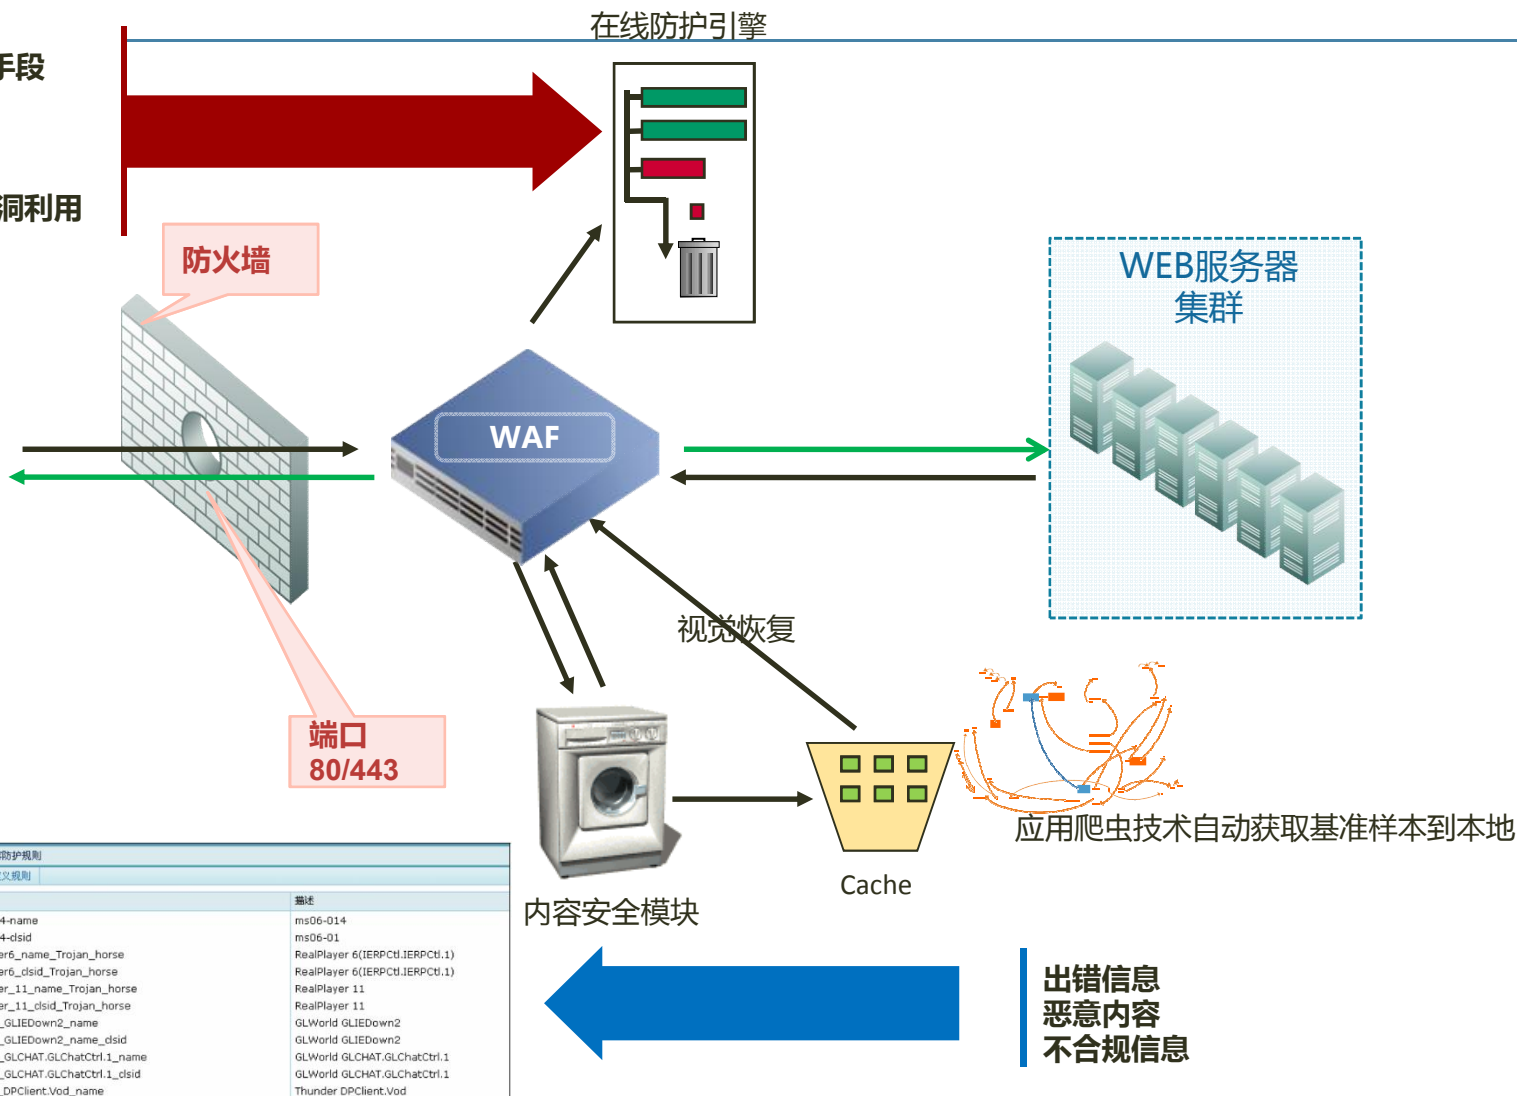 在线防护引擎
手段
洞利用
防火墙
WEB服务器
集群
WAF
视觉恢复
端口
80/443
应用爬虫技术自动获取基准样本到本地
Cache
内容安全模块
防护规则
义规则
描述
4-name ms06-014
4-clsid ms06-01
er6_name_Trojan_horse RealPlayer 6(IERPCtl.IERPCtl.1)
er6_clsid_Trojan_horse RealPlayer 6(IERPCtl.IERPCtl.1)
er_11_name_Trojan_horse RealPlayer 11
er_11_clsid_Trojan_horse RealPlayer 11
_GLIEDown2_name GLWorld GLIEDown2
_GLIEDown2_name_clsid GLWorld GLIEDown2
_GLCHAT.GLChatCtrl.1_name GLWorld GLCHAT.GLChatCtrl.1
_GLCHAT.GLChatCtrl.1_clsid GLWorld GLCHAT.GLChatCtrl.1
_DPClient.Vod_name Thunder DPClient.Vod
出错信息
恶意内容
不合规信息